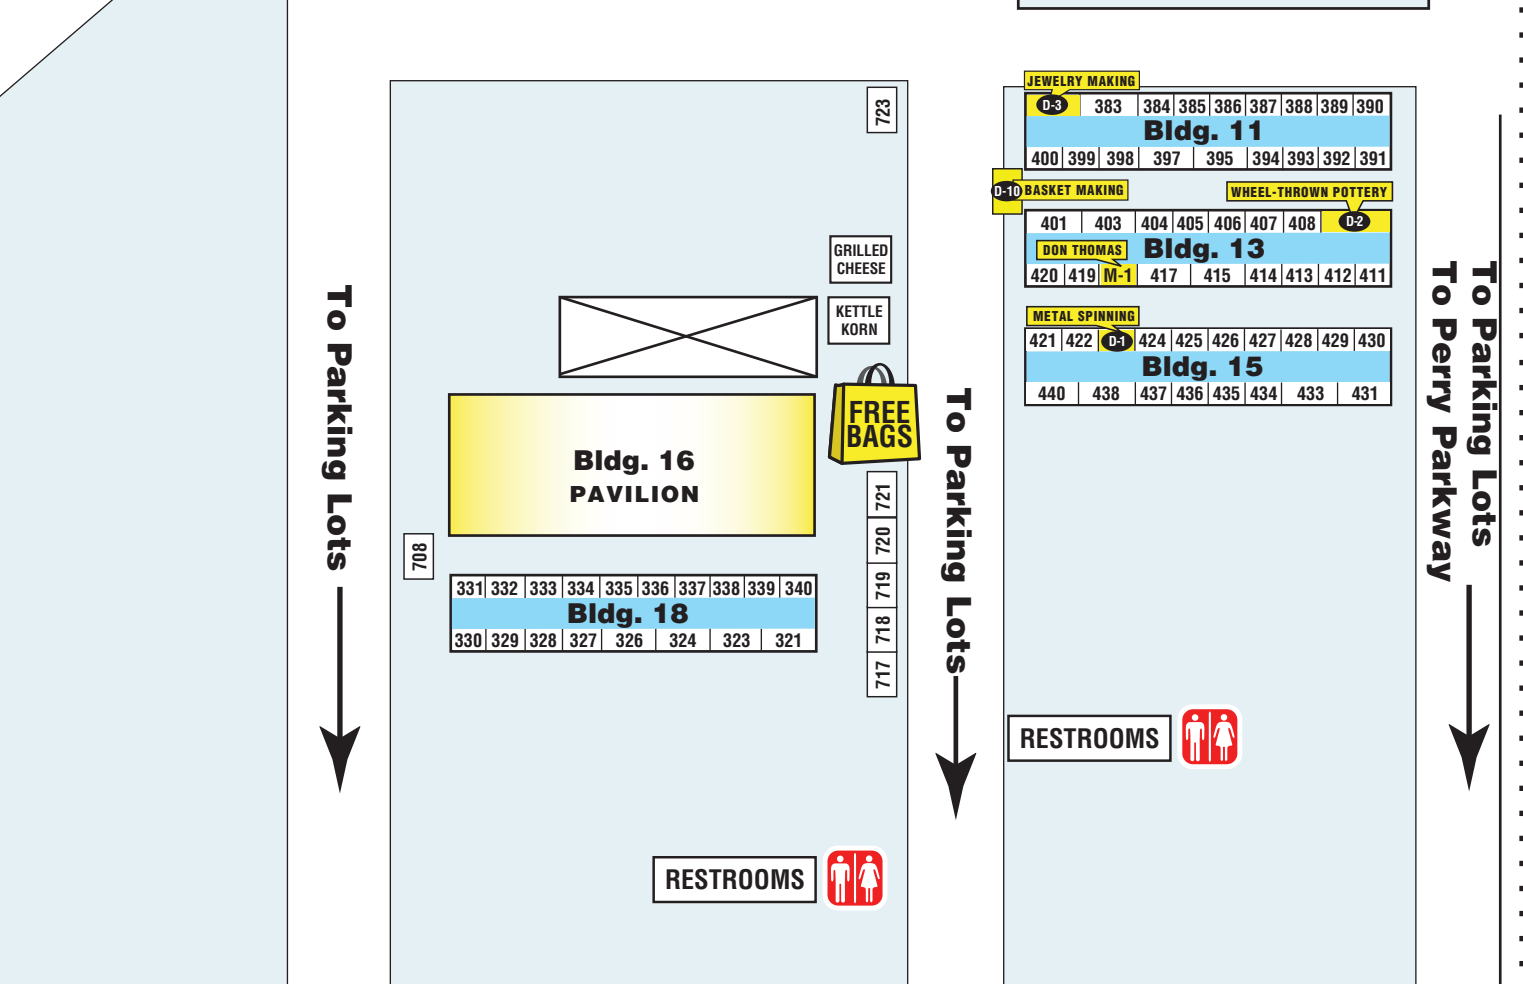 723
GRILLED
CHEESE
KETTLE
KORN
FREE
BAGS
Bldg. 16
PAVILION
708
721
720
719
718
717
331 332 333 334 335 336 337 338 339 340
Bldg. 18
330 329 328 327 326 324 323 321
RESTROOMS
To Parking Lots
To Parking Lots
JEWELRY MAKING
D-3 383 384 385 386 387 388 389 390
Bldg. 11
400 399 398 397 395 394 393 392 391
D-10 BASKET MAKING
WHEEL-THROWN POTTERY
401 403 404 405 406 407 408 D-2
DON THOMAS
Bldg. 13
420 419 M-1 417 415 414 413 412 411
METAL SPINNING
421 422 D-1 424 425 426 427 428 429 430
Bldg. 15
440 438 437 436 435 434 433 431
RESTROOMS
To Parking Lots
To Perry Parkway